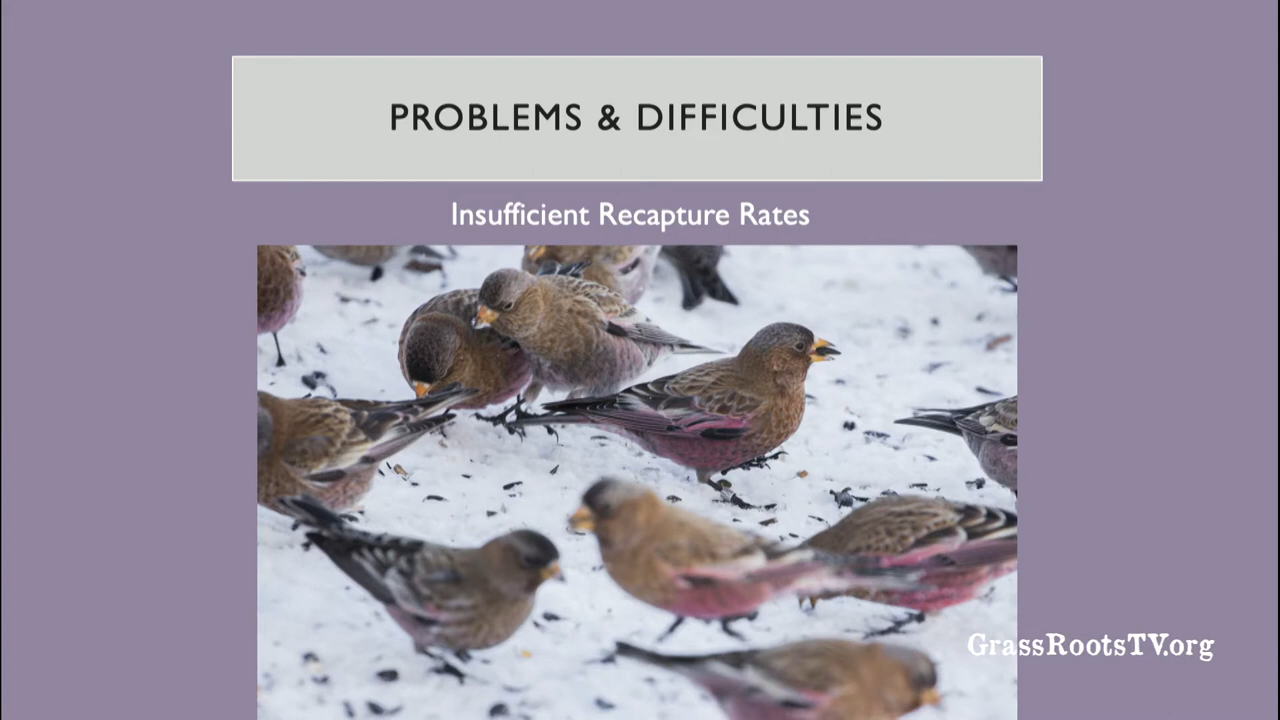 PROBLEMS & DIFFICULTIES
Insufficient Recapture Rates
GrassRootsTV.org